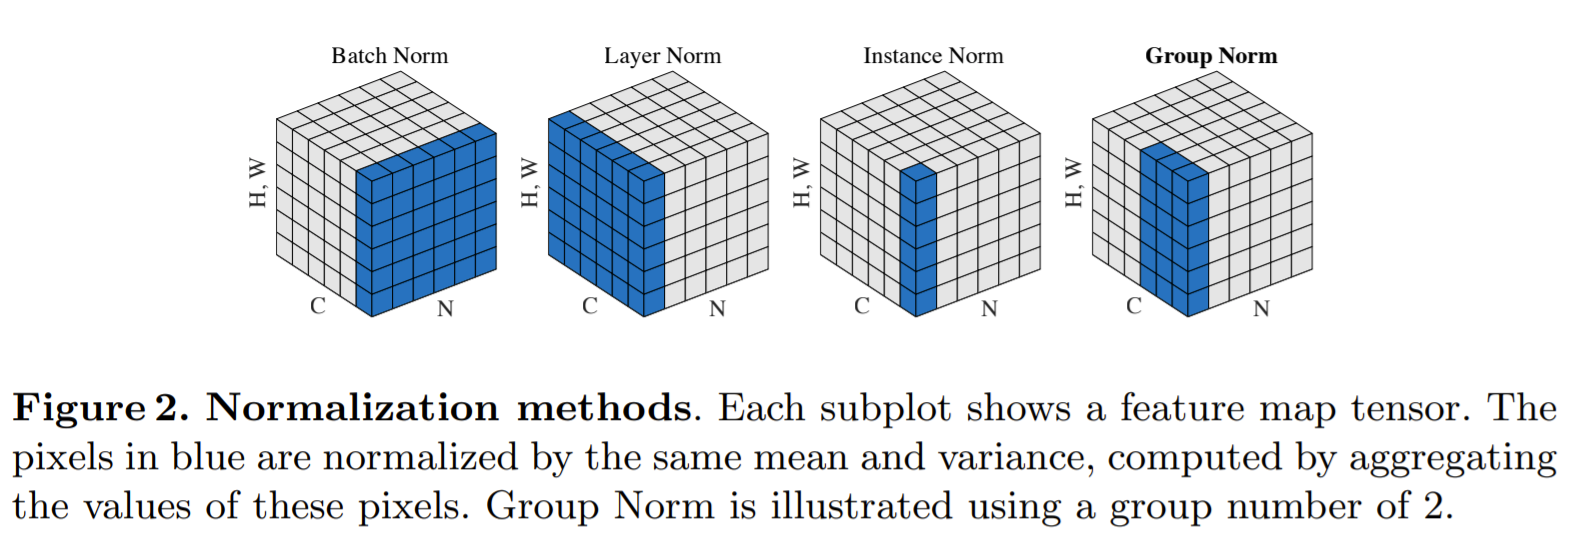 Batch Norm
Layer Norm
Instance Norm
Group Norm
H, W
C
N
H, W
C
N
H, W
C
N
H, W
C
N
Figure 2. Normalization methods. Each subplot shows a feature map tensor. The
pixels in blue are normalized by the same mean and variance, computed by aggregating
the values of these pixels. Group Norm is illustrated using a group number of 2.